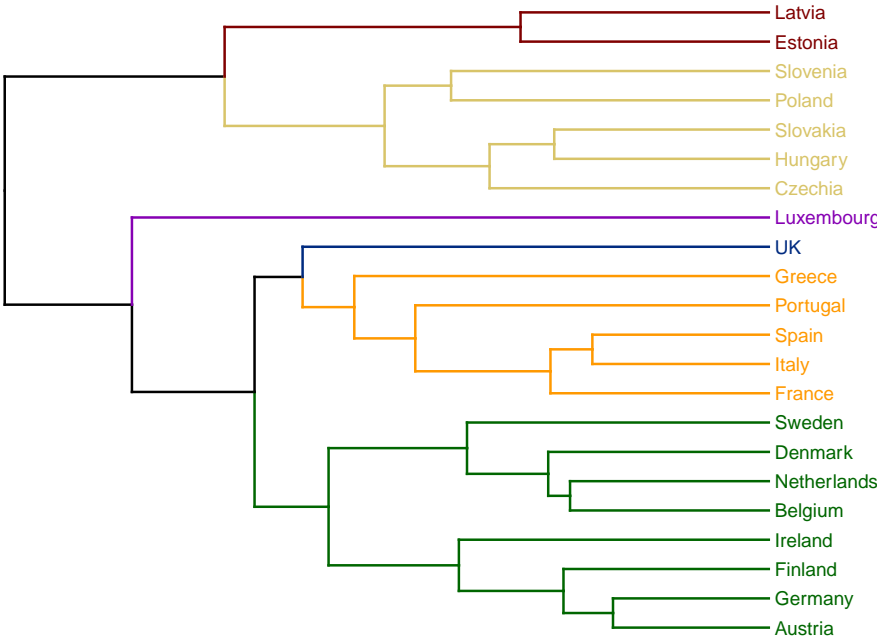 Latvia
Estonia
Slovenia
Poland
Slovakia
Hungary
Czechia
Luxembourg
UK
Greece
Portugal
Spain
Italy
France
Sweden
Denmark
Netherlands
Belgium
Ireland
Finland
Germany
Austria